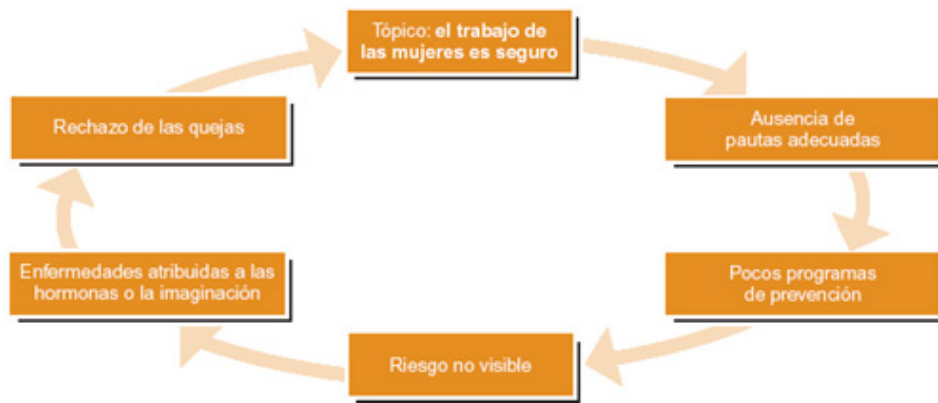 Tópico: el trabajo de
las mujeres es seguro
Ausencia de
pautas adecuadas
Pocos programas
de prevención
Riesgo no visible
Enfermedades atribuidas a las
hormonas o la imaginación
Rechazo de las quejas